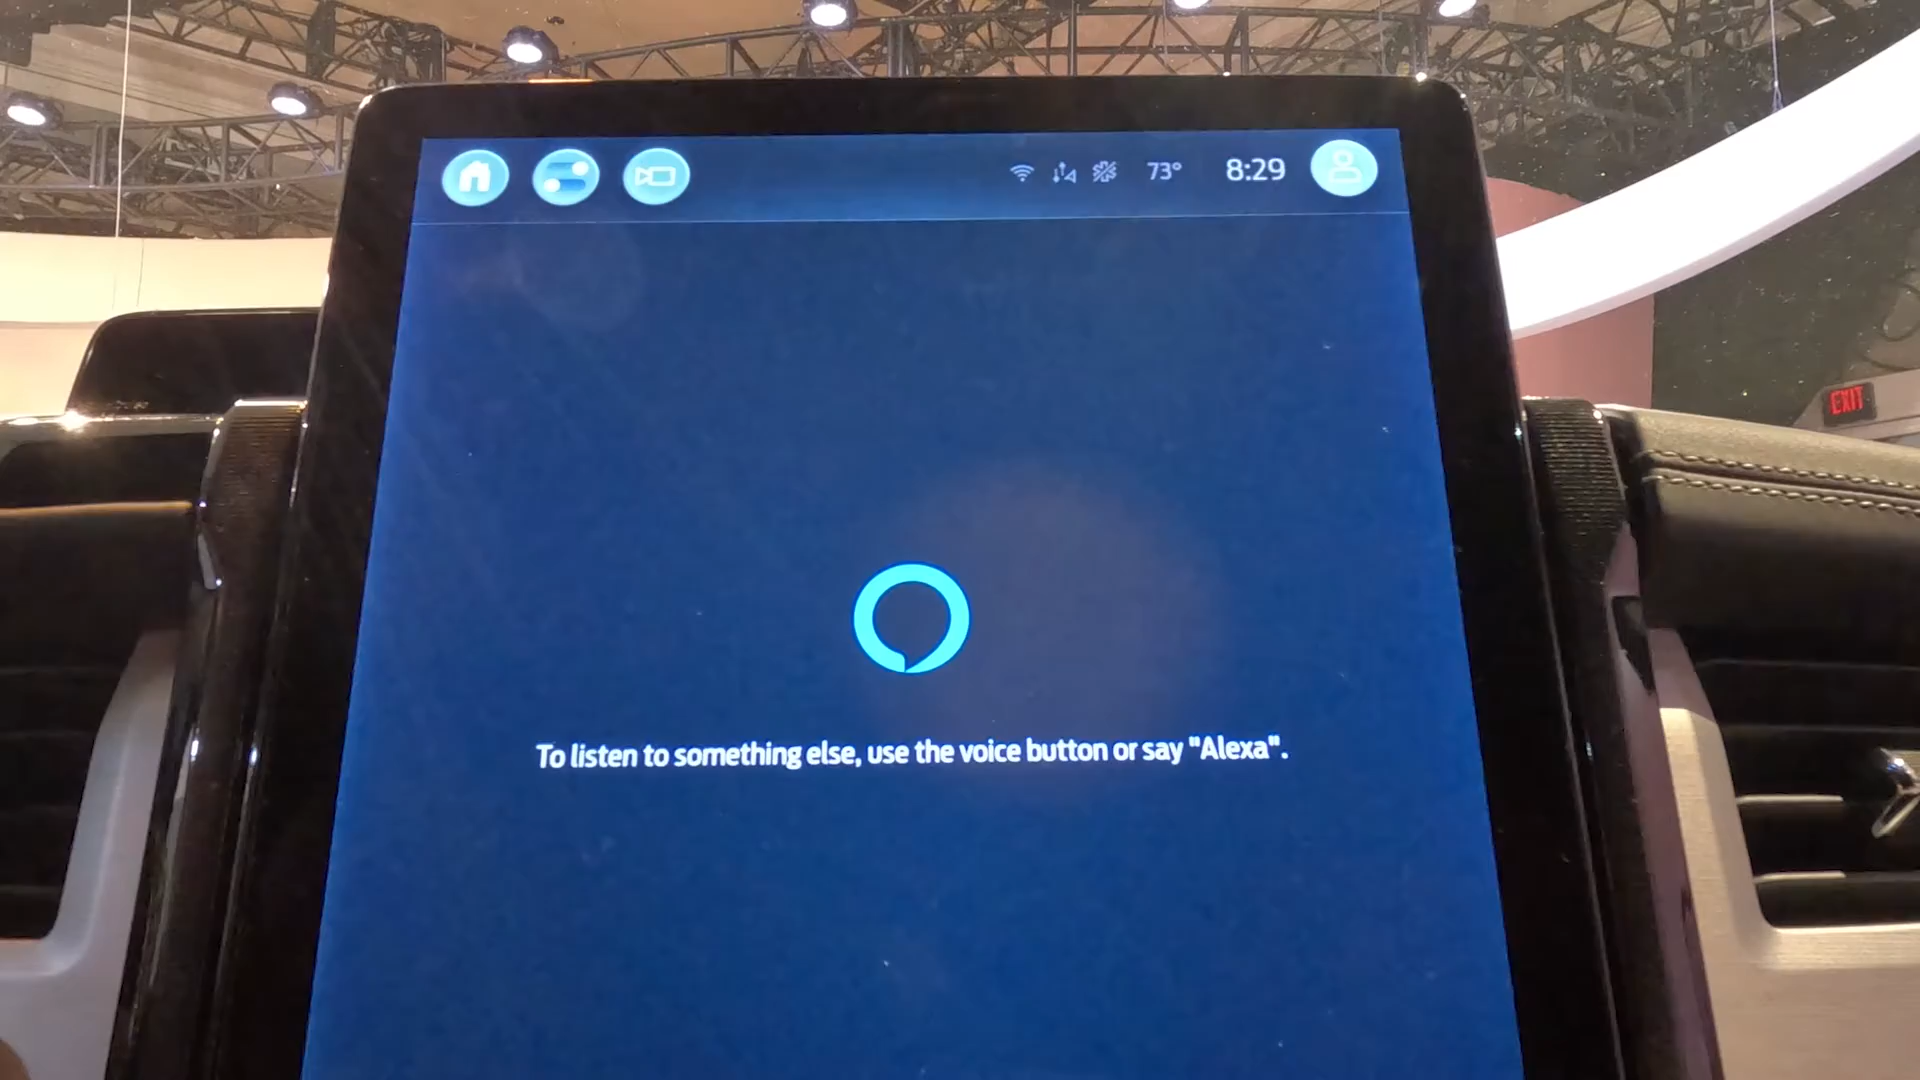 73° 8:29
EXIT
To listen to something else, use the voice button or say "Alexa".